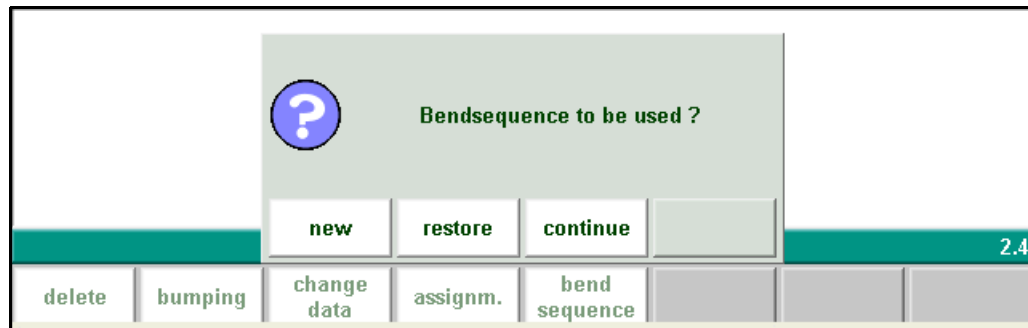 ?
Bendsequence to be used ?
new restore continue
2.4
delete bumping change data assignm. bend sequence